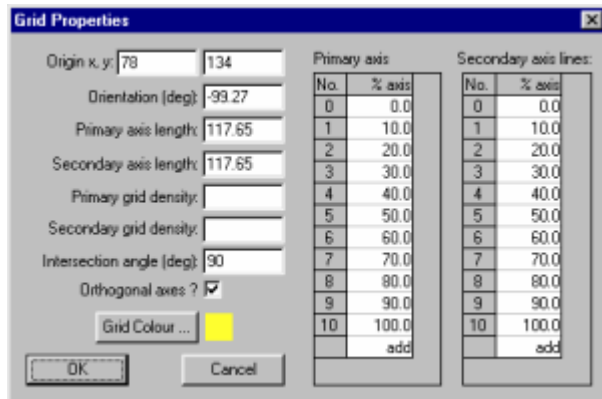 Grid Properties
Origin x, y: 78 134
Orientation (deg): -99.27
Primary axis length: 117.65
Secondary axis length: 117.65
Primary grid density:
Secondary grid density:
Intersection angle (deg): 90
Orthogonal axes ?
Grid Colour ...
OK Cancel
Primary axis
No. % axis
0 0.0
1 10.0
2 20.0
3 30.0
4 40.0
5 50.0
6 60.0
7 70.0
8 80.0
9 90.0
10 100.0
add
Secondary axis lines:
No. % axis
0 0.0
1 10.0
2 20.0
3 30.0
4 40.0
5 50.0
6 60.0
7 70.0
8 80.0
9 90.0
10 100.0
add